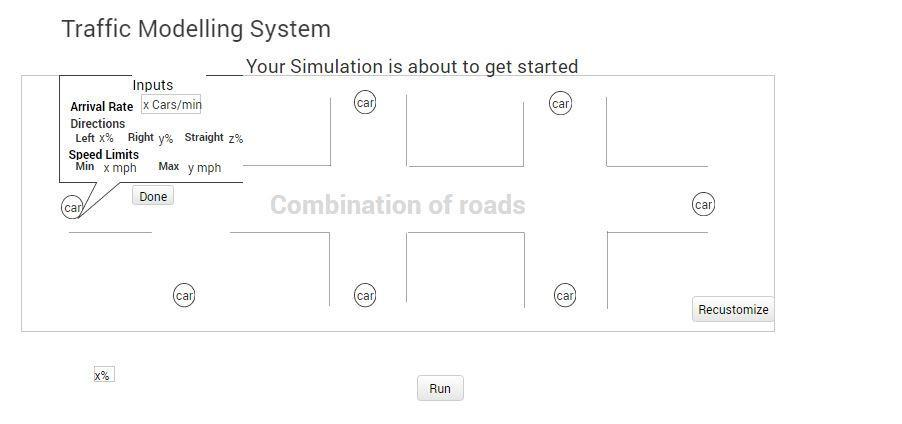 Traffic Modelling System
Your Simulation is about to get started
Inputs
Arrival Rate x Cars/min
Directions
Left x% Right y% Straight z%
Speed Limits
Min x mph Max y mph
Done
car
car
car
Combination of roads
car
car
car
car
Recustomize
x%
Run